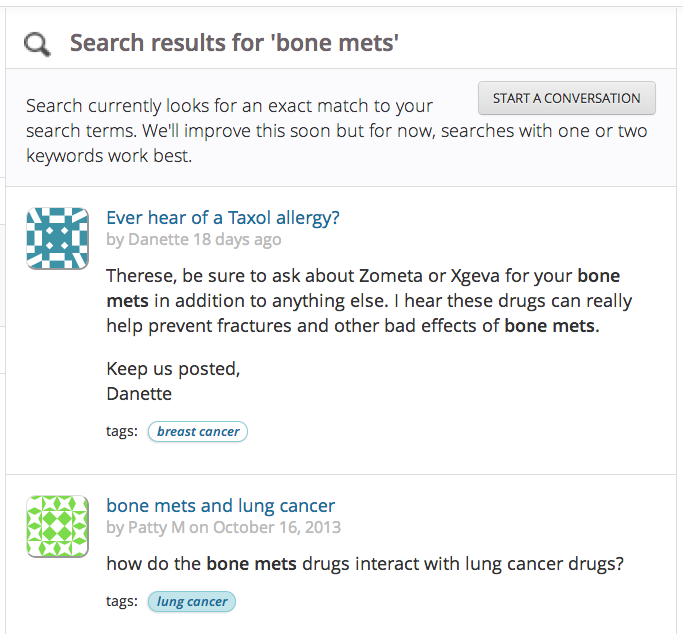 Search results for 'bone mets'
START A CONVERSATION
Search currently looks for an exact match to your
search terms. We'll improve this soon but for now, searches with one or two
keywords work best.
Ever hear of a Taxol allergy?
by Danette 18 days ago
Therese, be sure to ask about Zometa or Xgeva for your bone
mets in addition to anything else. I hear these drugs can really
help prevent fractures and other bad effects of bone mets.
Keep us posted,
Danette
tags: breast cancer
bone mets and lung cancer
by Patty M on October 16, 2013
how do the bone mets drugs interact with lung cancer drugs?
tags: lung cancer